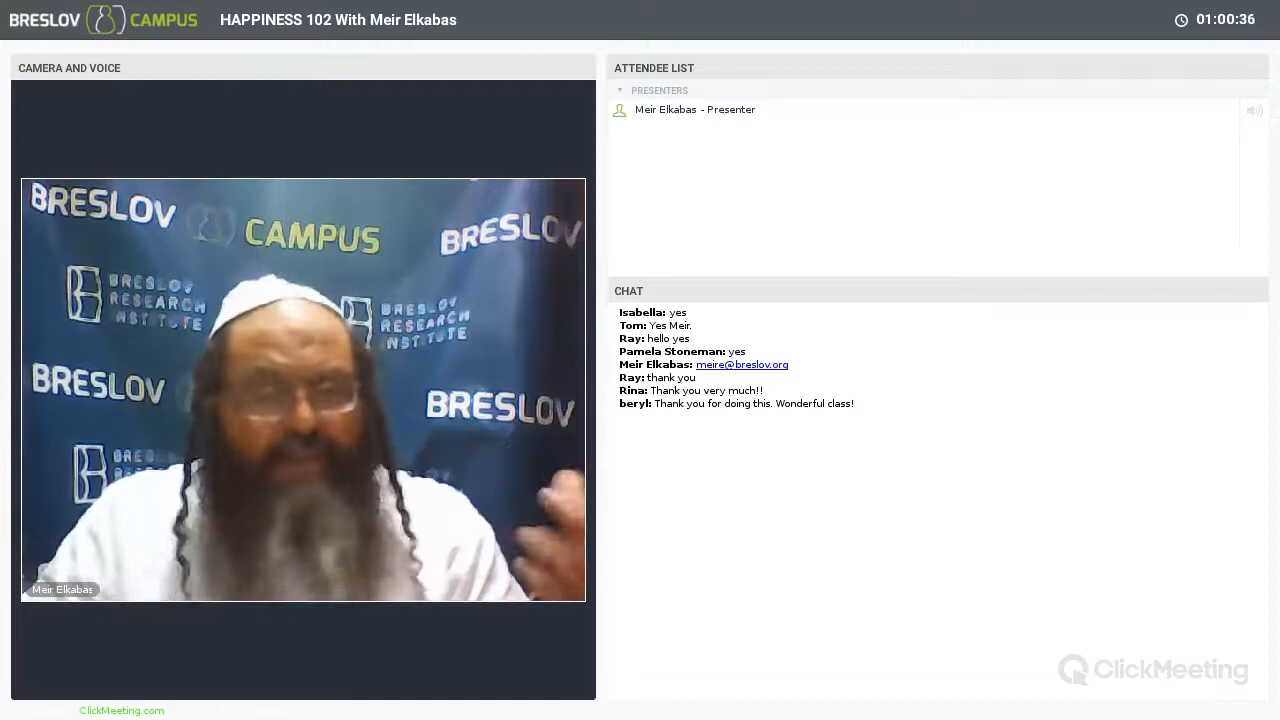 BRESLOV CAMPUS
HAPPINESS 102 With Meir Elkabas
01:00:36
CAMERA AND VOICE
BRESLOV CAMPUS
BRESLOV
BRESLOV
RESEARCH
INSTITUTE
BRESLOV
RESEARCH
INSTITUTE
BRESLOV
BRESLOV
Meir Elkabas
ClickMeeting.com
ATTENDEE LIST
PRESENTERS
Meir Elkabas - Presenter
CHAT
Isabella: yes
Tom: Yes Meir.
Ray: hello yes
Pamela Stoneman: yes
Meir Elkabas: meire@breslov.org
Ray: thank you
Rina: Thank you very much!!
beryl: Thank you for doing this. Wonderful class!
ClickMeeting